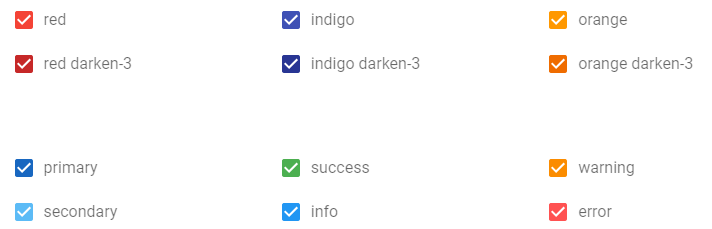 red
indigo
orange
red darken-3
indigo darken-3
orange darken-3
primary
success
warning
secondary
info
error